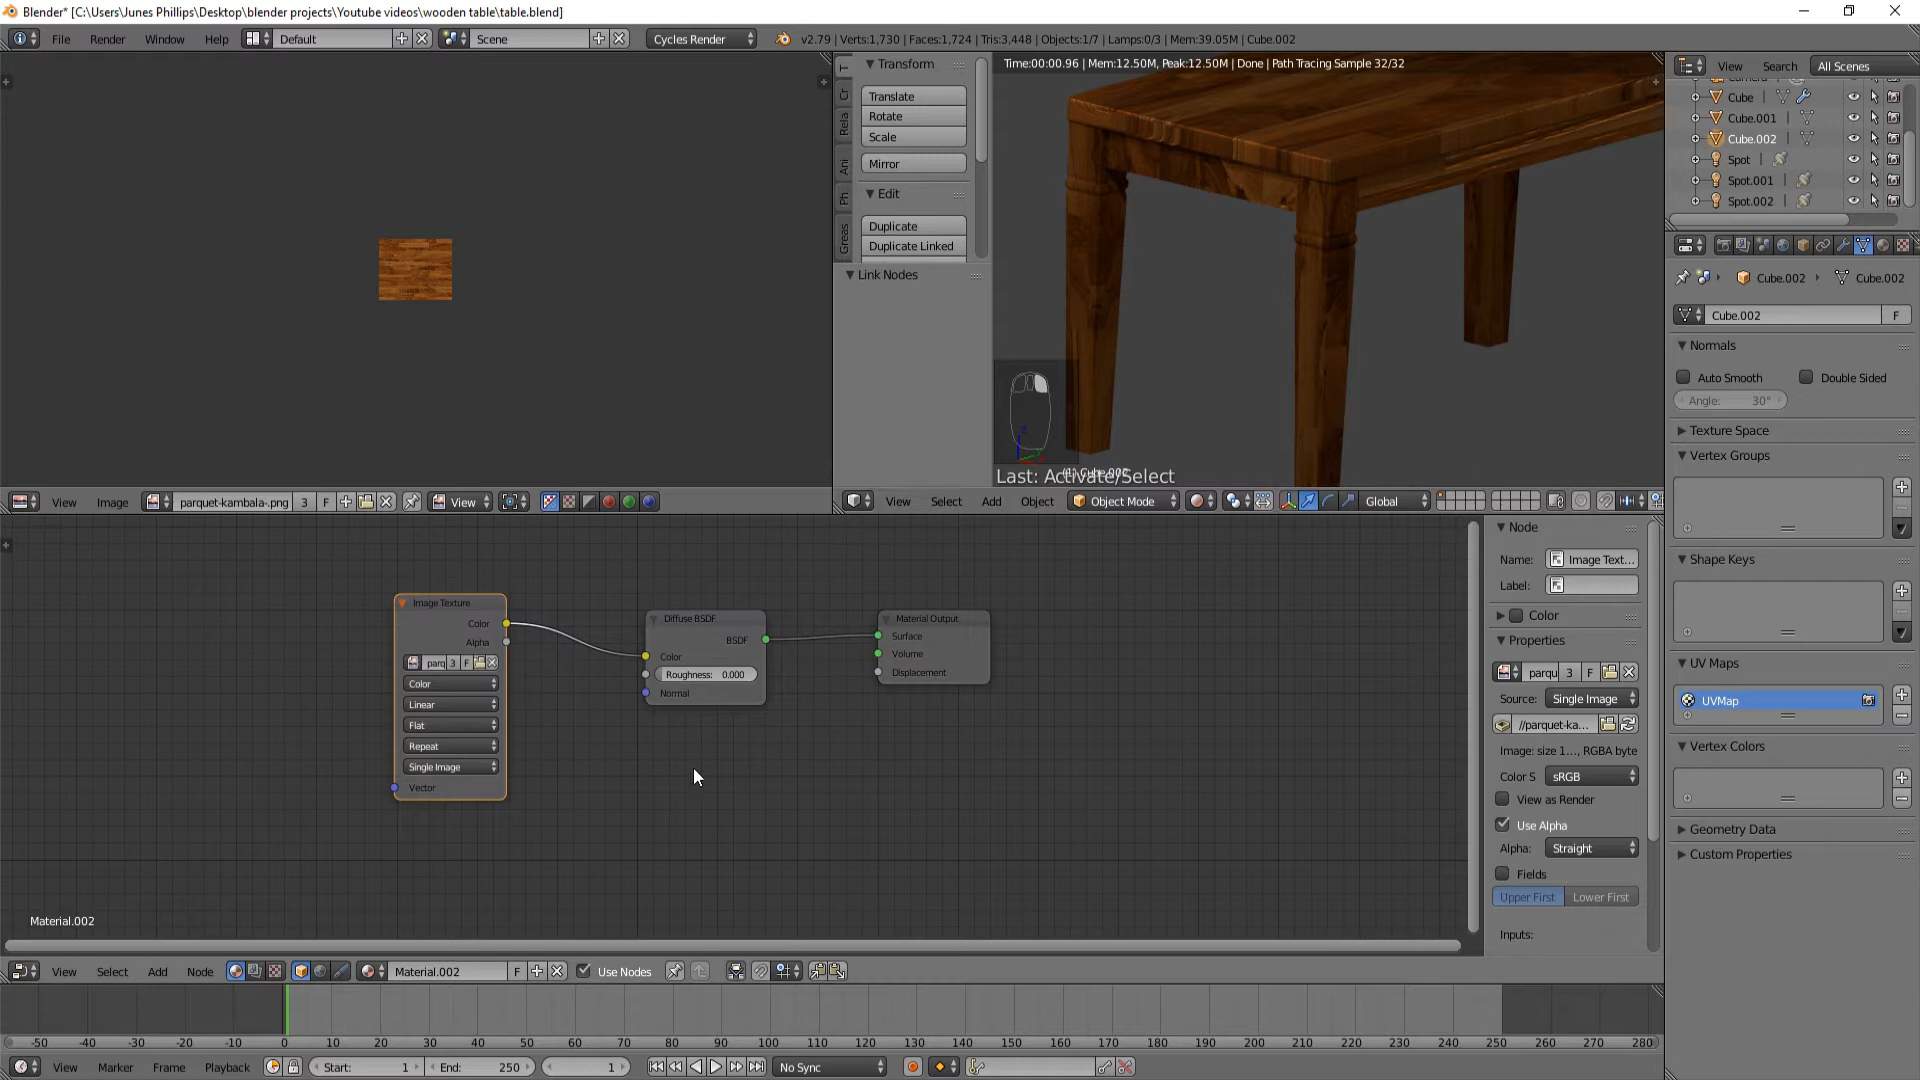 Blender* [C:\Users\Junes Phillips\Desktop\blender projects\Youtube videos\wooden table\table.blend]
File Render Window Help Default Scene Cycles Render v2.79 | Verts:1,730 | Faces:1,724 | Tris:3,448 | Objects:1/7 | Lamps:0/3 | Mem:39.05M | Cube.002
Transform
Translate
Rotate
Scale
Mirror
Edit
Duplicate
Duplicate Linked
Link Nodes
T
Cr
Rela
Ani
Ph
Greas
Time:00:00.96 | Mem:12.50M, Peak:12.50M | Done | Path Tracing Sample 32/32
Last: Activate/Select
View Search All Scenes
Camera
Cube
Cube.001
Cube.002
Spot
Spot.001
Spot.002
Cube.002 Cube.002
Cube.002 F
Normals
Auto Smooth Double Sided
Angle: 30°
Texture Space
Vertex Groups
Shape Keys
UV Maps
UVMap
Vertex Colors
Geometry Data
Custom Properties
View Image parquet-kambala-.png 3 F View
View Select Add Object Object Mode Global
Image Texture
Color
Alpha
parq 3 F
Color
Linear
Flat
Repeat
Single Image
Vector
Diffuse BSDF
BSDF
Color
Roughness: 0.000
Normal
Material Output
Surface
Volume
Displacement
Material.002
Node
Name: Image Text...
Label:
Color
Properties
parqu 3 F
Source: Single Image
//parquet-ka...
Image: size 1..., RGBA byte
Color S sRGB
View as Render
Use Alpha
Alpha: Straight
Fields
Upper First Lower First
Inputs:
View Select Add Node Material.002 F Use Nodes
-50 -40 -30 -20 -10 0 10 20 30 40 50 60 70 80 90 100 110 120 130 140 150 160 170 180 190 200 210 220 230 240 250 260 270 280
View Marker Frame Playback Start: 1 End: 250 1 No Sync